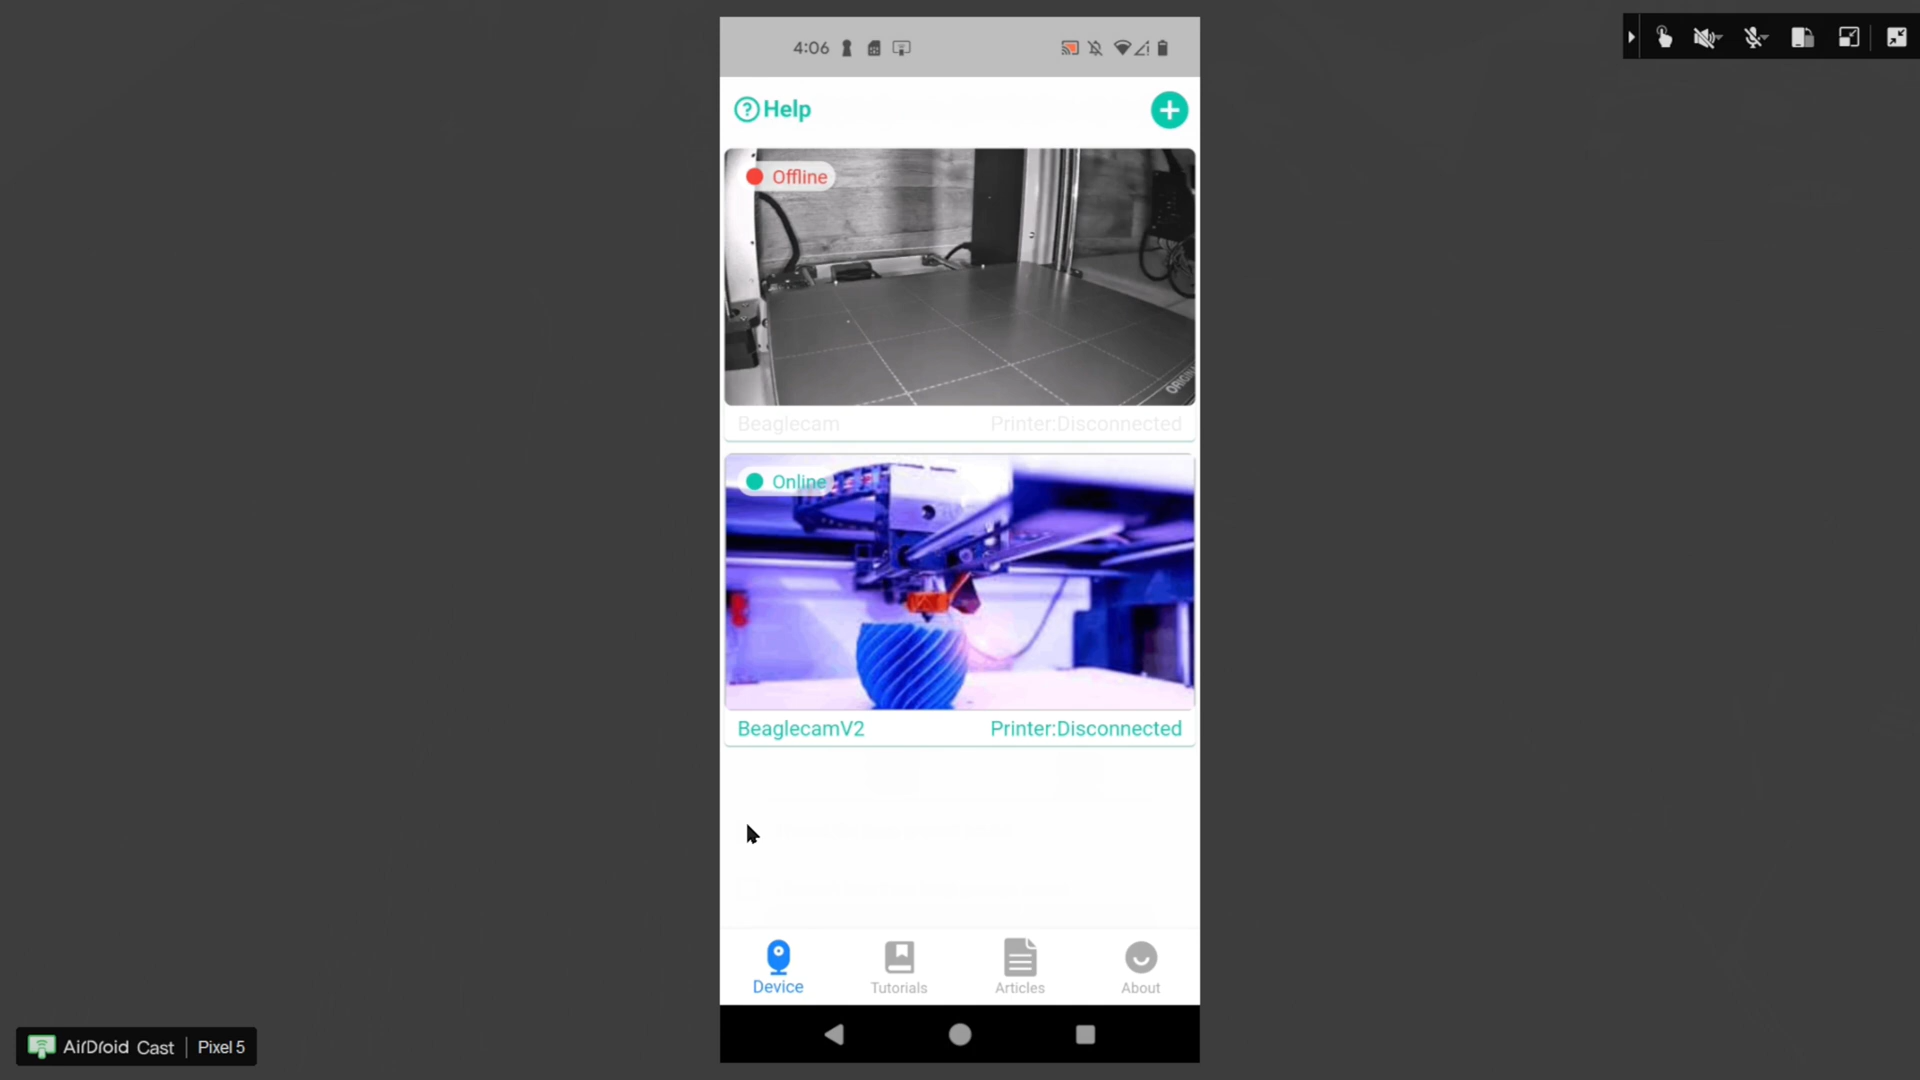 4:06
Help
Offline
Beaglecam Printer:Disconnected
Online
BeaglecamV2 Printer:Disconnected
Device
Tutorials
Articles
About
AirDroid Cast | Pixel 5